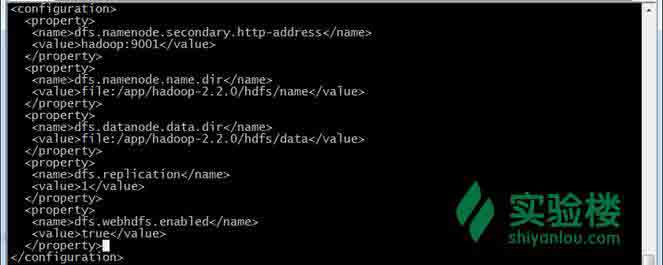 <configuration>
<property>
<name>dfs.namenode.secondary.http-address</name>
<value>hadoop:9001</value>
</property>
<property>
<name>dfs.namenode.name.dir</name>
<value>file:/app/hadoop-2.2.0/hdfs/name</value>
</property>
<property>
<name>dfs.datanode.data.dir</name>
<value>file:/app/hadoop-2.2.0/hdfs/data</value>
</property>
<property>
<name>dfs.replication</name>
<value>1</value>
</property>
<property>
<name>dfs.webhdfs.enabled</name>
<value>true</value>
</property>
</configuration>
实验楼
shiyanlou.com